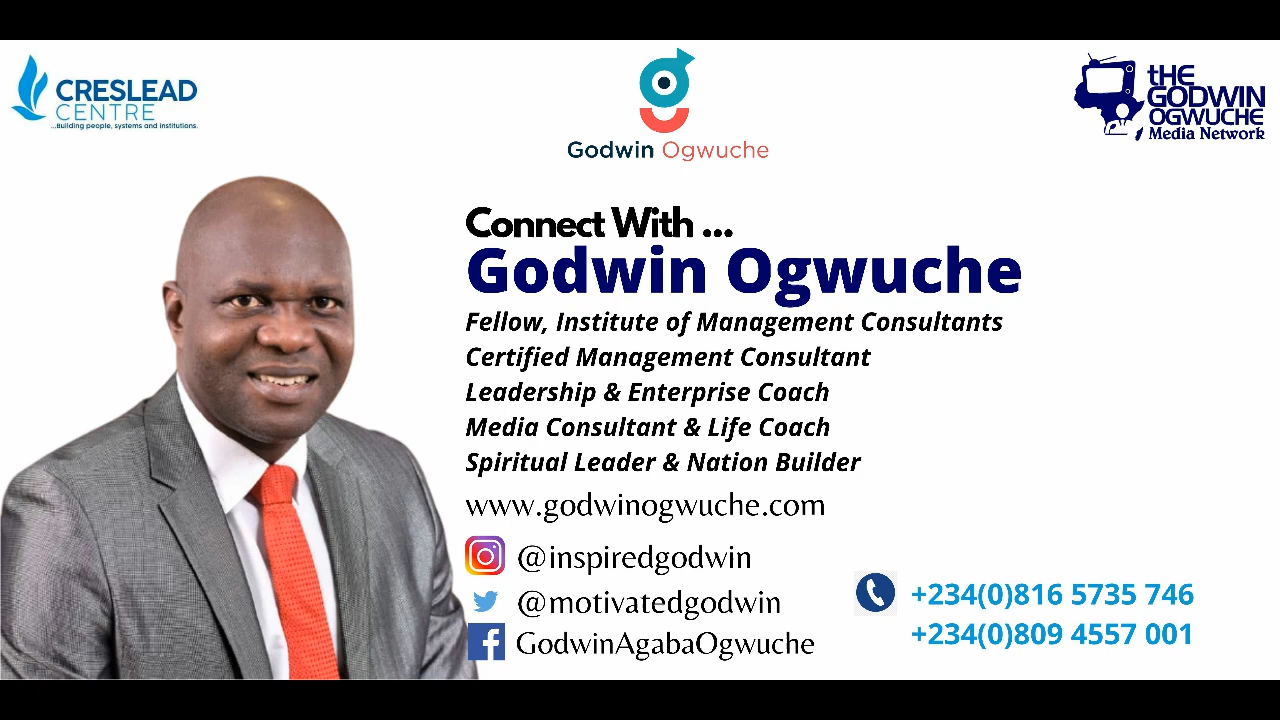 CRESLEAD
CENTRE
...Building people, systems and institutions.
Godwin Ogwuche
tHE
GODWIN
OGWUCHE
Media Network
Connect With ...
Godwin Ogwuche
Fellow, Institute of Management Consultants
Certified Management Consultant
Leadership & Enterprise Coach
Media Consultant & Life Coach
Spiritual Leader & Nation Builder
www.godwinogwuche.com
@inspiredgodwin
@motivatedgodwin
GodwinAgabaOgwuche
+234(0)816 5735 746
+234(0)809 4557 001